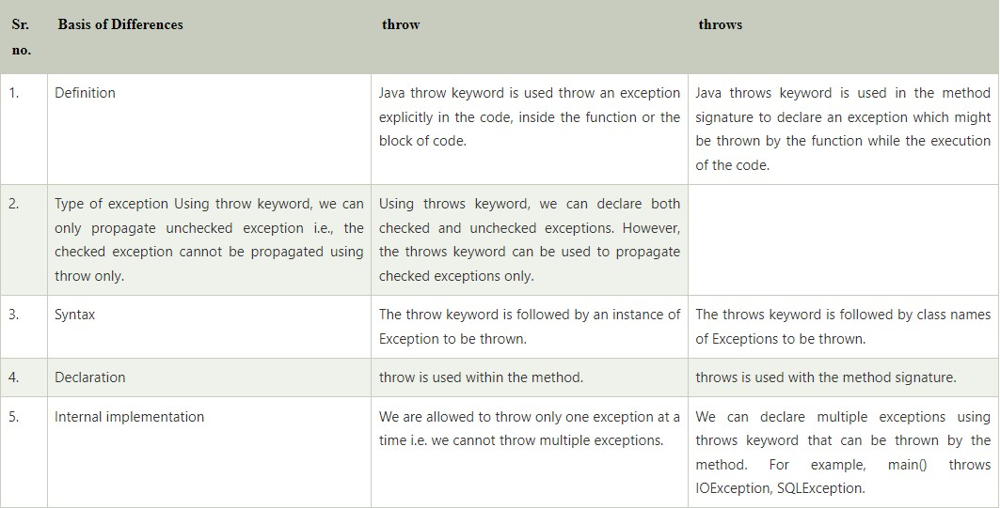 Sr. no.
Basis of Differences
throw
throws
1.
Definition
Java throw keyword is used throw an exception
explicitly in the code, inside the function or the
block of code.
Java throws keyword is used in the method
signature to declare an exception which might
be thrown by the function while the execution
of the code.
2.
Type of exception Using throw keyword, we can
only propagate unchecked exception i.e., the
checked exception cannot be propagated using
throw only.
Using throws keyword, we can declare both
checked and unchecked exceptions. However,
the throws keyword can be used to propagate
checked exceptions only.
3.
Syntax
The throw keyword is followed by an instance of
Exception to be thrown.
The throws keyword is followed by class names
of Exceptions to be thrown.
4.
Declaration
throw is used within the method.
throws is used with the method signature.
5.
Internal implementation
We are allowed to throw only one exception at a
time i.e. we cannot throw multiple exceptions.
We can declare multiple exceptions using
throws keyword that can be thrown by the
method. For example, main() throws
IOException, SQLException.